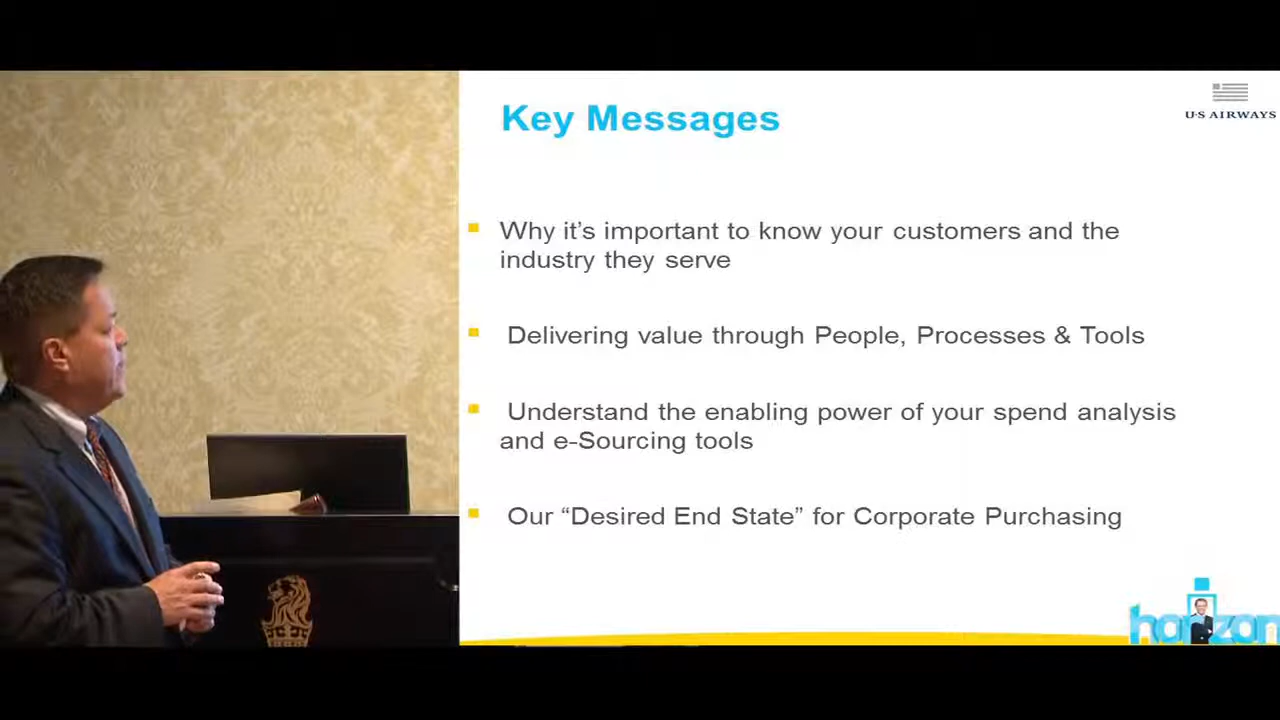 Key Messages
U·S AIRWAYS
Why it’s important to know your customers and the
industry they serve
Delivering value through People, Processes & Tools
Understand the enabling power of your spend analysis
and e-Sourcing tools
Our “Desired End State” for Corporate Purchasing
horizon